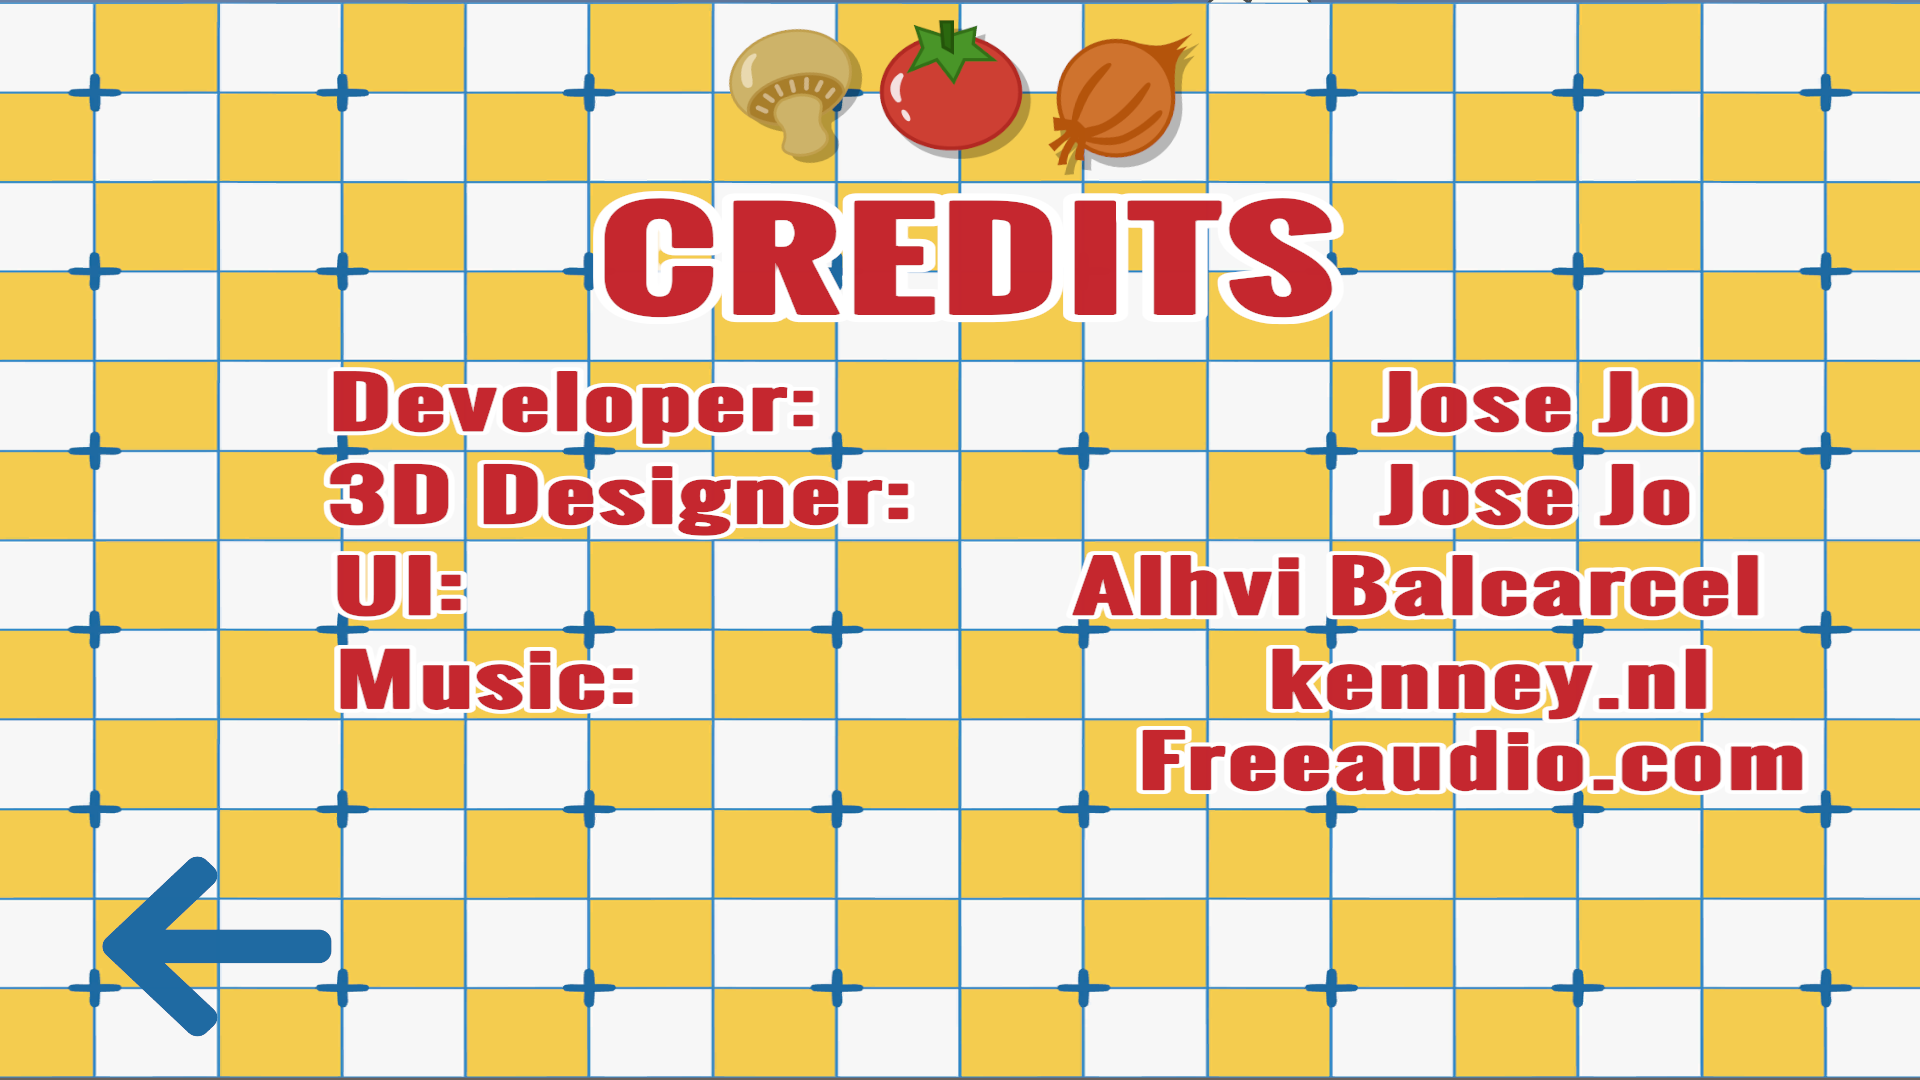 CREDITS
Developer: Jose Jo
3D Designer: Jose Jo
UI: Alhvi Balcarcel
Music: kenney.nl
Freeaudio.com